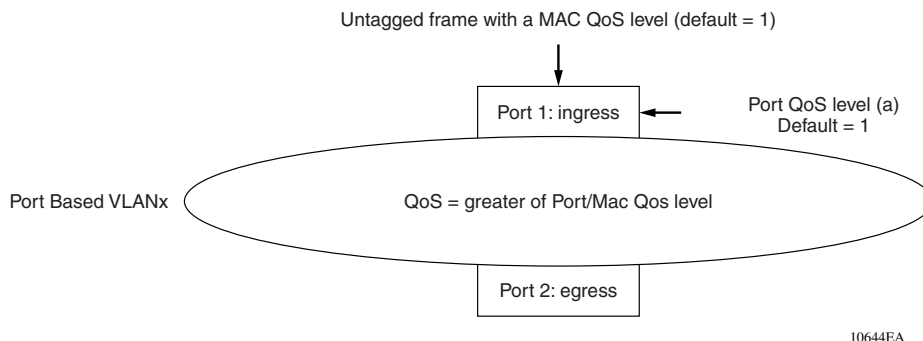 Untagged frame with a MAC QoS level (default = 1)
Port 1: ingress
Port QoS level (a)
Default = 1
Port Based VLANx
QoS = greater of Port/Mac Qos level
Port 2: egress
10644EA